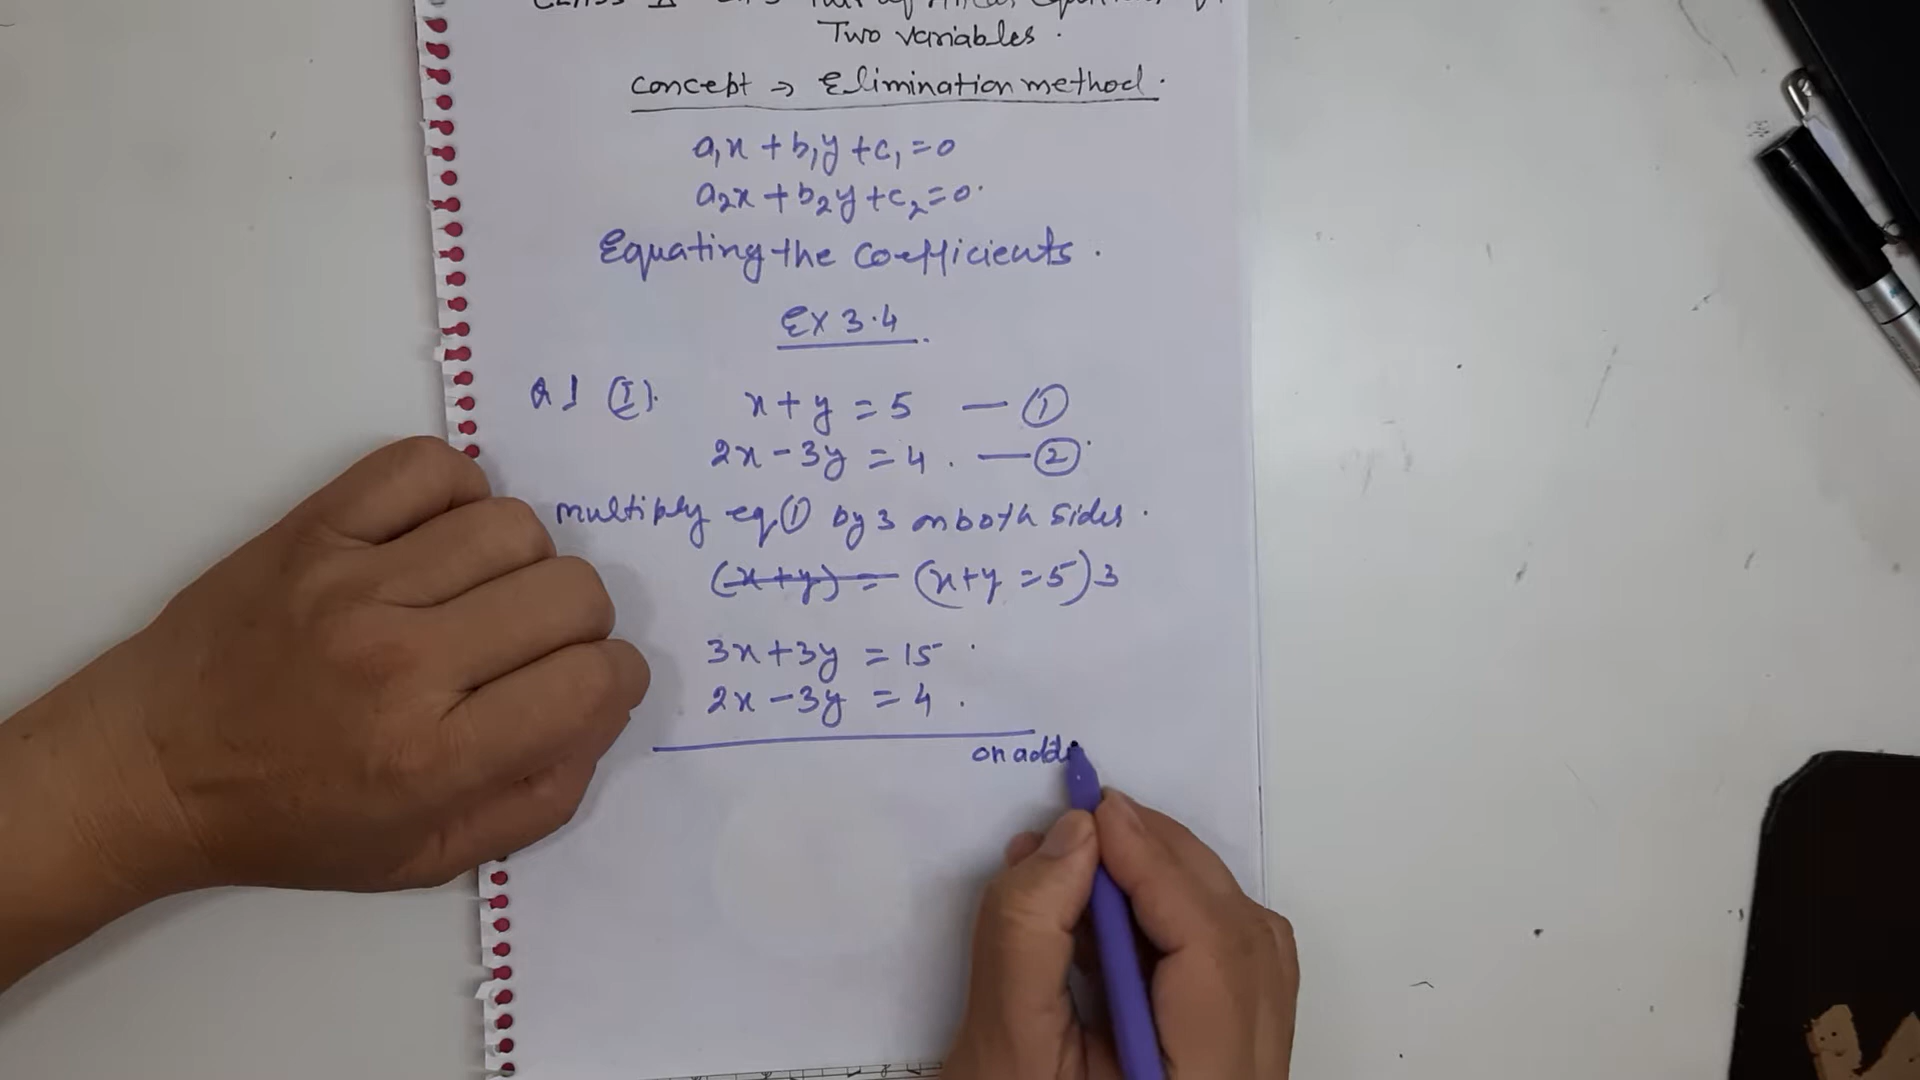 Two variables.
Concept → Elimination method.
a₁x + b₁y + c₁ = 0
a₂x + b₂y + c₂ = 0.
Equating the Coefficients.
EX 3.4
Q1 (I). x + y = 5 — ①
2x - 3y = 4. — ②
multiply eq ① by 3 on both sides.
(x+y) = (x+y = 5)3
3x + 3y = 15.
2x - 3y = 4.
on addi